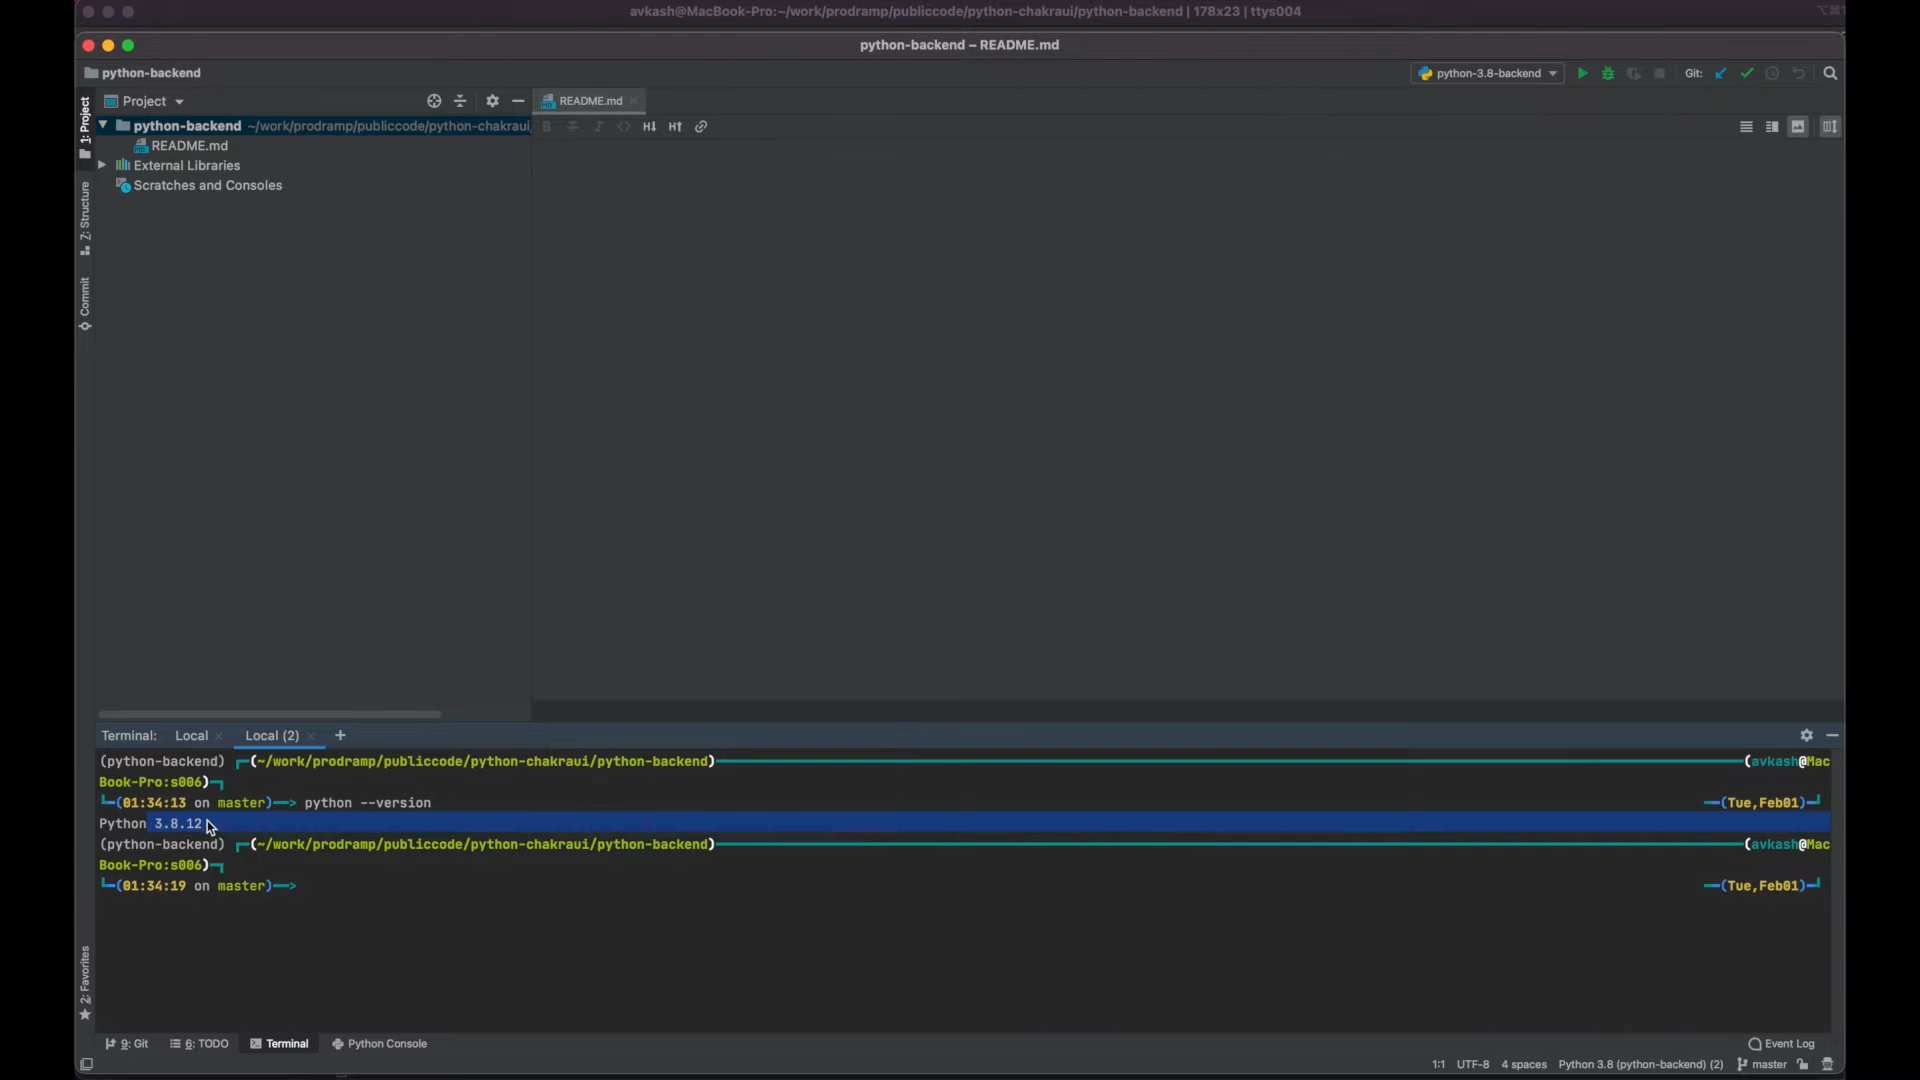 avkash@MacBook-Pro:~/work/prodramp/publiccode/python-chakraui/python-backend | 178x23 | ttys004
python-backend – README.md
python-backend
python-3.8-backend
Git:
Project
README.md
python-backend ~/work/prodramp/publiccode/python-chakraui
README.md
External Libraries
Scratches and Consoles
1: Project
7: Structure
Commit
2: Favorites
Terminal: Local Local (2) +
(python-backend) (~/work/prodramp/publiccode/python-chakraui/python-backend) (avkash@Mac
Book-Pro:s006)
(01:34:13 on master)──> python --version (Tue,Feb01)
Python 3.8.12
(python-backend) (~/work/prodramp/publiccode/python-chakraui/python-backend) (avkash@Mac
Book-Pro:s006)
(01:34:19 on master)──> (Tue,Feb01)
9: Git 6: TODO Terminal Python Console Event Log
1:1 UTF-8 4 spaces Python 3.8 (python-backend) (2) master